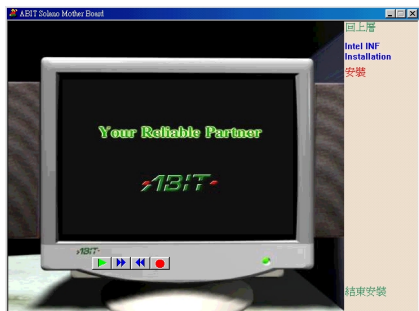 ABIT Solano Mother Board
回上層
Intel INF
Installation
安裝
Your Reliable Partner
ABIT
ABIT
結束安裝